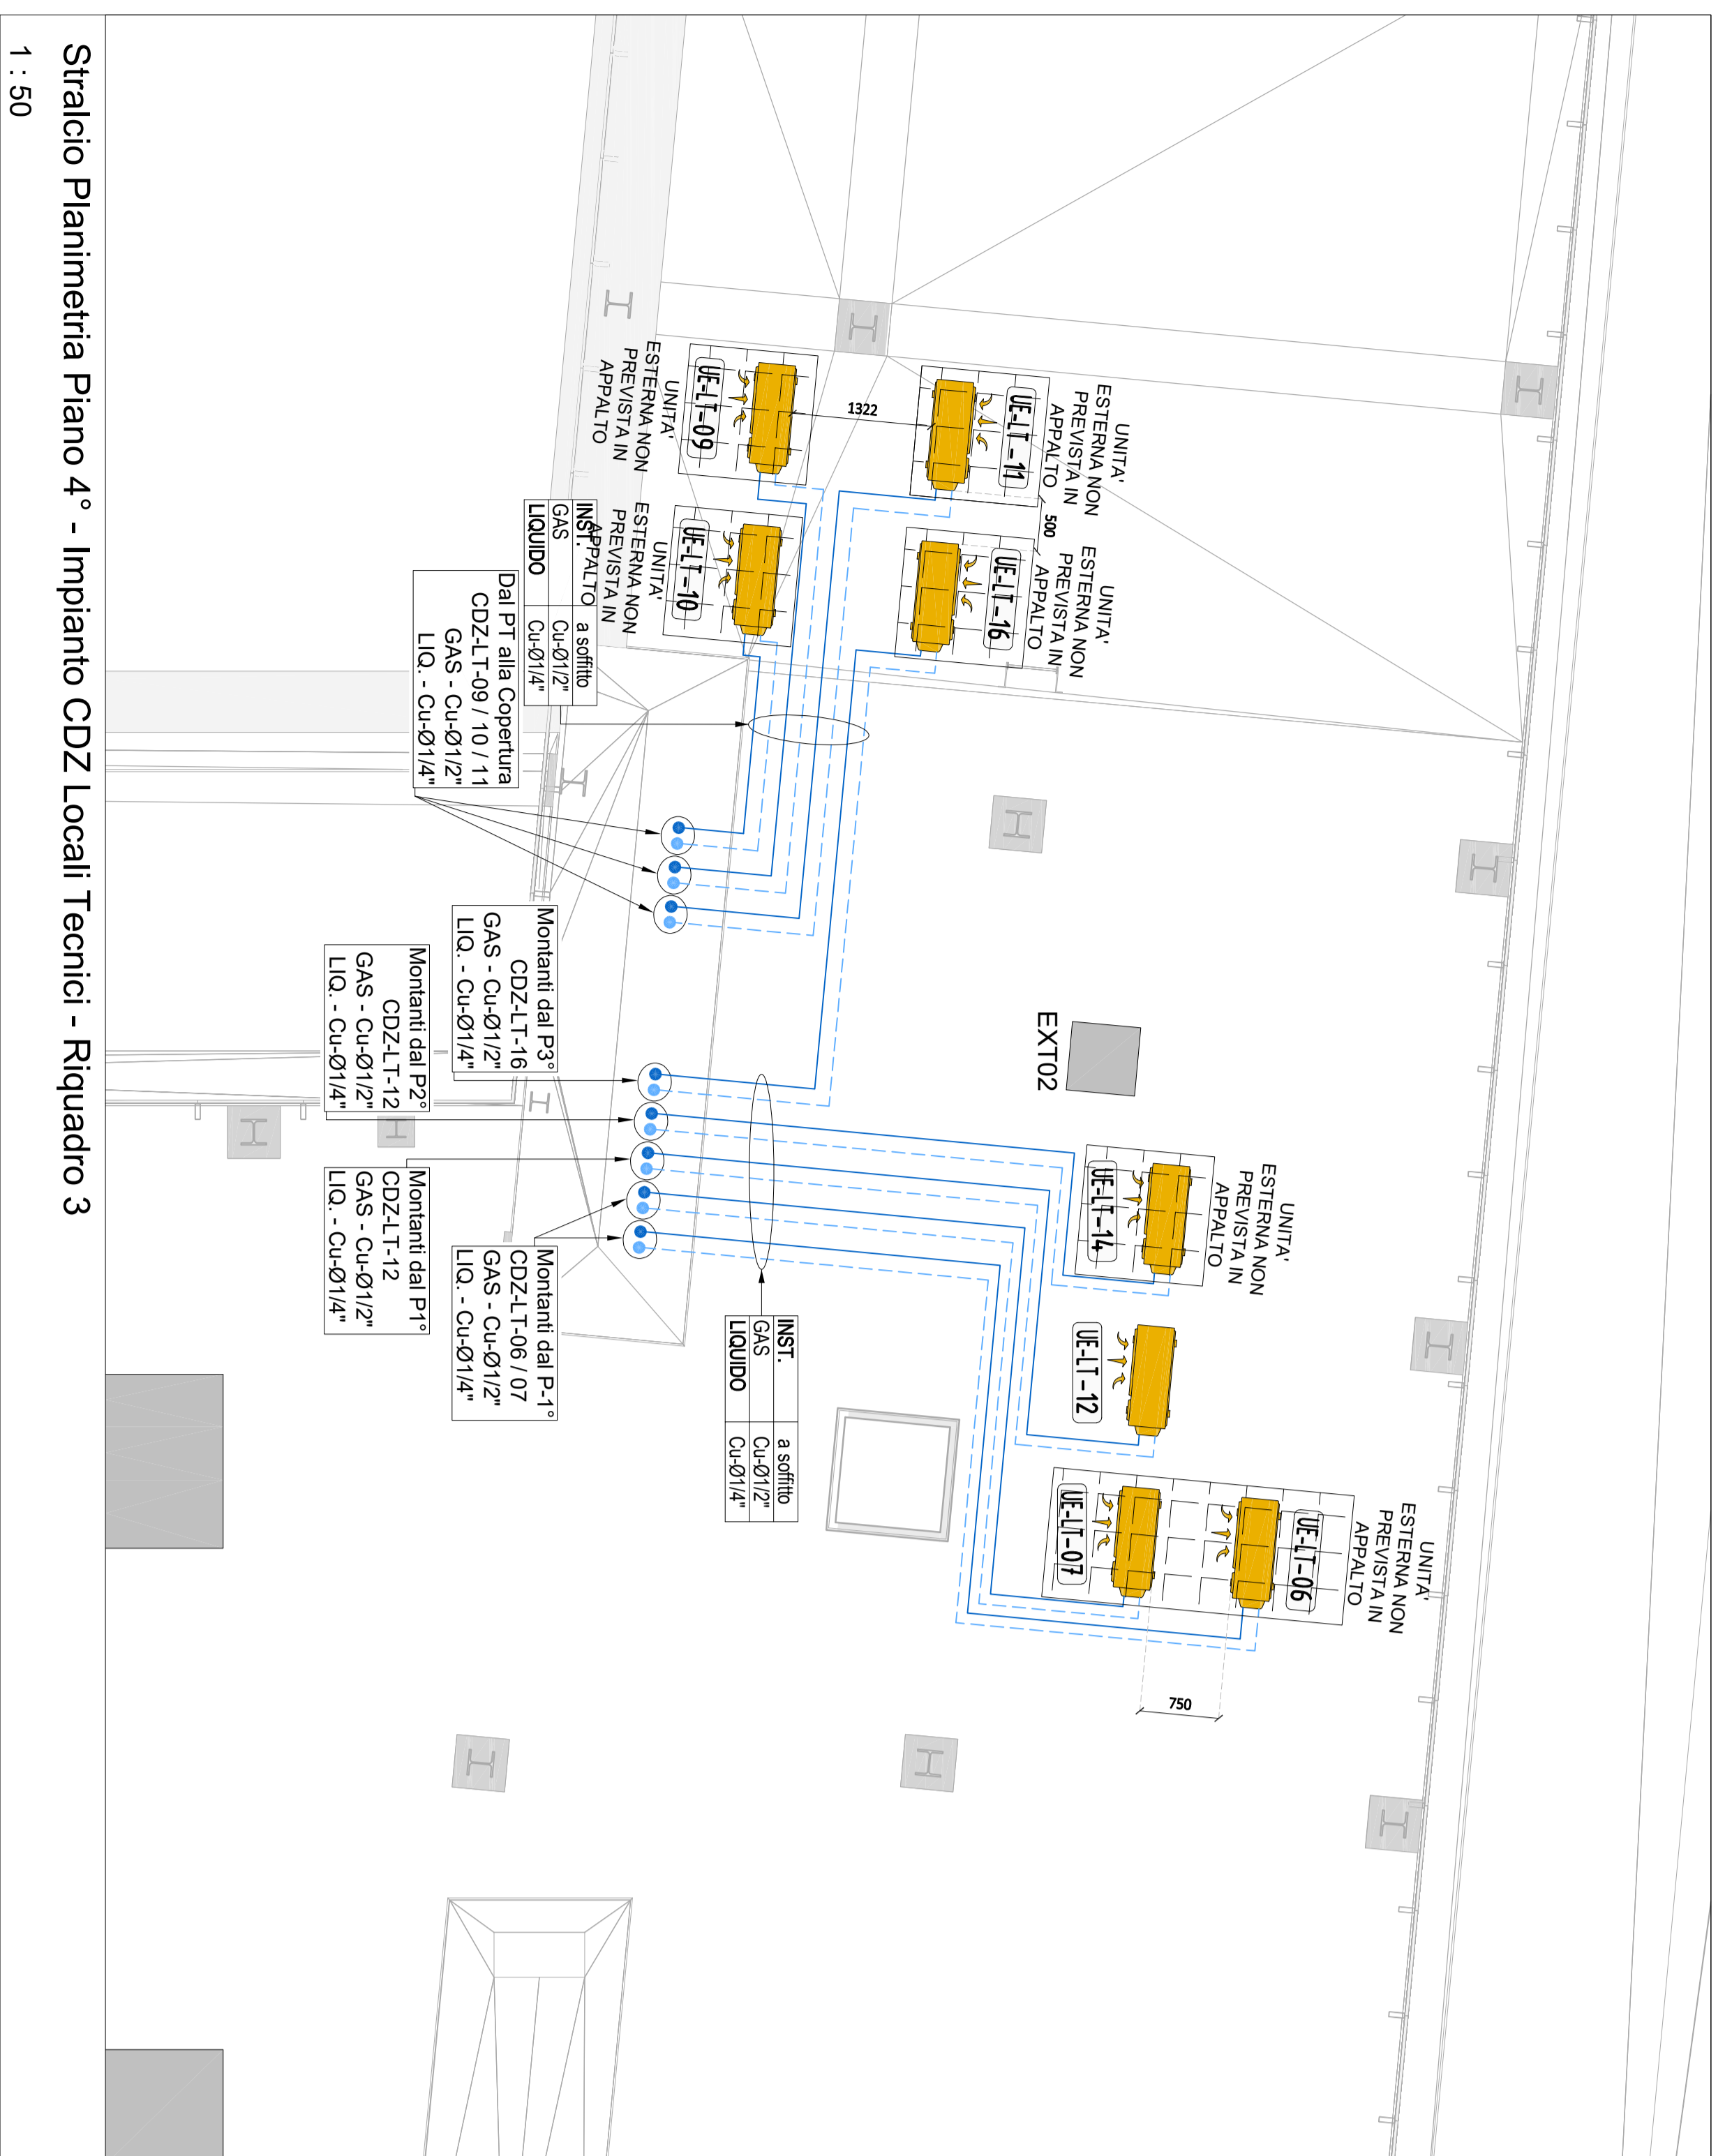 UNITA'
ESTERNA NON
PREVISTA IN
APPALTO
UE-LT-06
UE-LT-07
750
UNITA'
ESTERNA NON
PREVISTA IN
APPALTO
UE-LT-14
UE-LT-12
EXT02
UNITA'
ESTERNA NON
PREVISTA IN
APPALTO
UE-LT-11
500
UNITA'
ESTERNA NON
PREVISTA IN
APPALTO
UE-LT-16
1322
UE-LT-09
UNITA'
ESTERNA NON
PREVISTA IN
APPALTO
UE-LT-10
UNITA'
ESTERNA NON
PREVISTA IN
APPALTO
INST. a soffitto
GAS Cu-Ø1/2"
LIQUIDO Cu-Ø1/4"
INST. a soffitto
GAS Cu-Ø1/2"
LIQUIDO Cu-Ø1/4"
Dal PT alla Copertura
CDZ-LT-09 / 10 / 11
GAS - Cu-Ø1/2"
LIQ. - Cu-Ø1/4"
Montanti dal P3°
CDZ-LT-16
GAS - Cu-Ø1/2"
LIQ. - Cu-Ø1/4"
Montanti dal P-1°
CDZ-LT-06 / 07
GAS - Cu-Ø1/2"
LIQ. - Cu-Ø1/4"
Montanti dal P2°
CDZ-LT-12
GAS - Cu-Ø1/2"
LIQ. - Cu-Ø1/4"
Montanti dal P1°
CDZ-LT-12
GAS - Cu-Ø1/2"
LIQ. - Cu-Ø1/4"
Stralcio Planimetria Piano 4° - Impianto CDZ Locali Tecnici - Riquadro 3
1 : 50